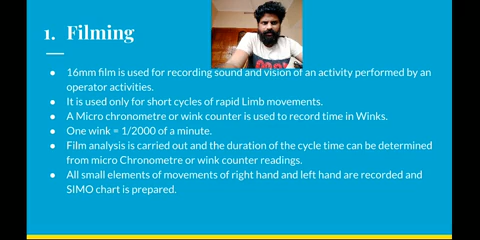 1. Filming
● 16mm film is used for recording sound and vision of an activity performed by an
operator activities.
● It is used only for short cycles of rapid Limb movements.
● A Micro chronometre or wink counter is used to record time in Winks.
● One wink = 1/2000 of a minute.
● Film analysis is carried out and the duration of the cycle time can be determined
from micro Chronometre or wink counter readings.
● All small elements of movements of right hand and left hand are recorded and
SIMO chart is prepared.